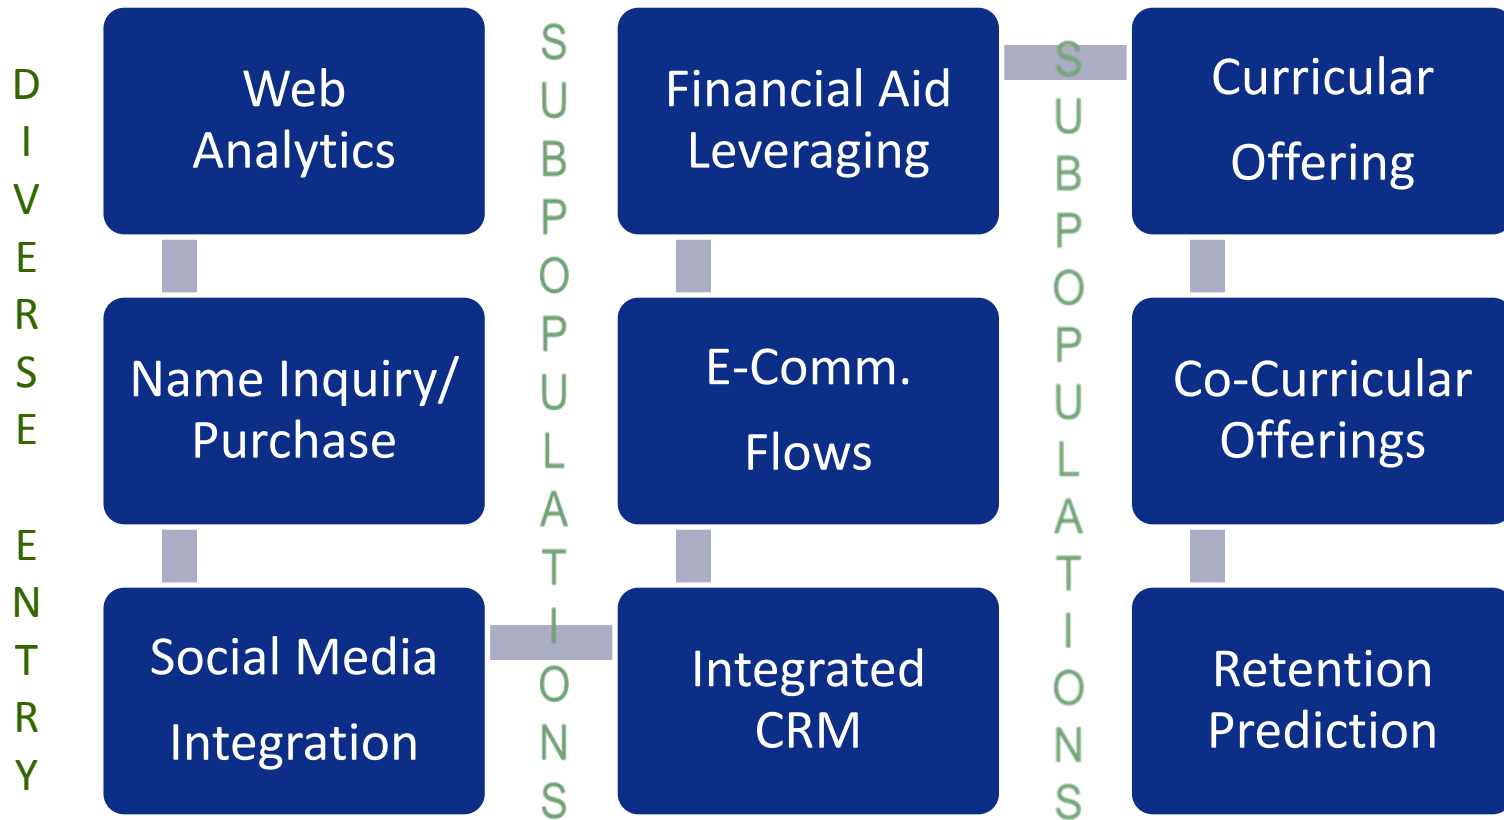 DIVERSE ENTRY
Web
Analytics
Name Inquiry/
Purchase
Social Media
Integration
SUBPOPULATIONS
Financial Aid
Leveraging
E-Comm.
Flows
Integrated
CRM
SUBPOPULATIONS
Curricular
Offering
Co-Curricular
Offerings
Retention
Prediction